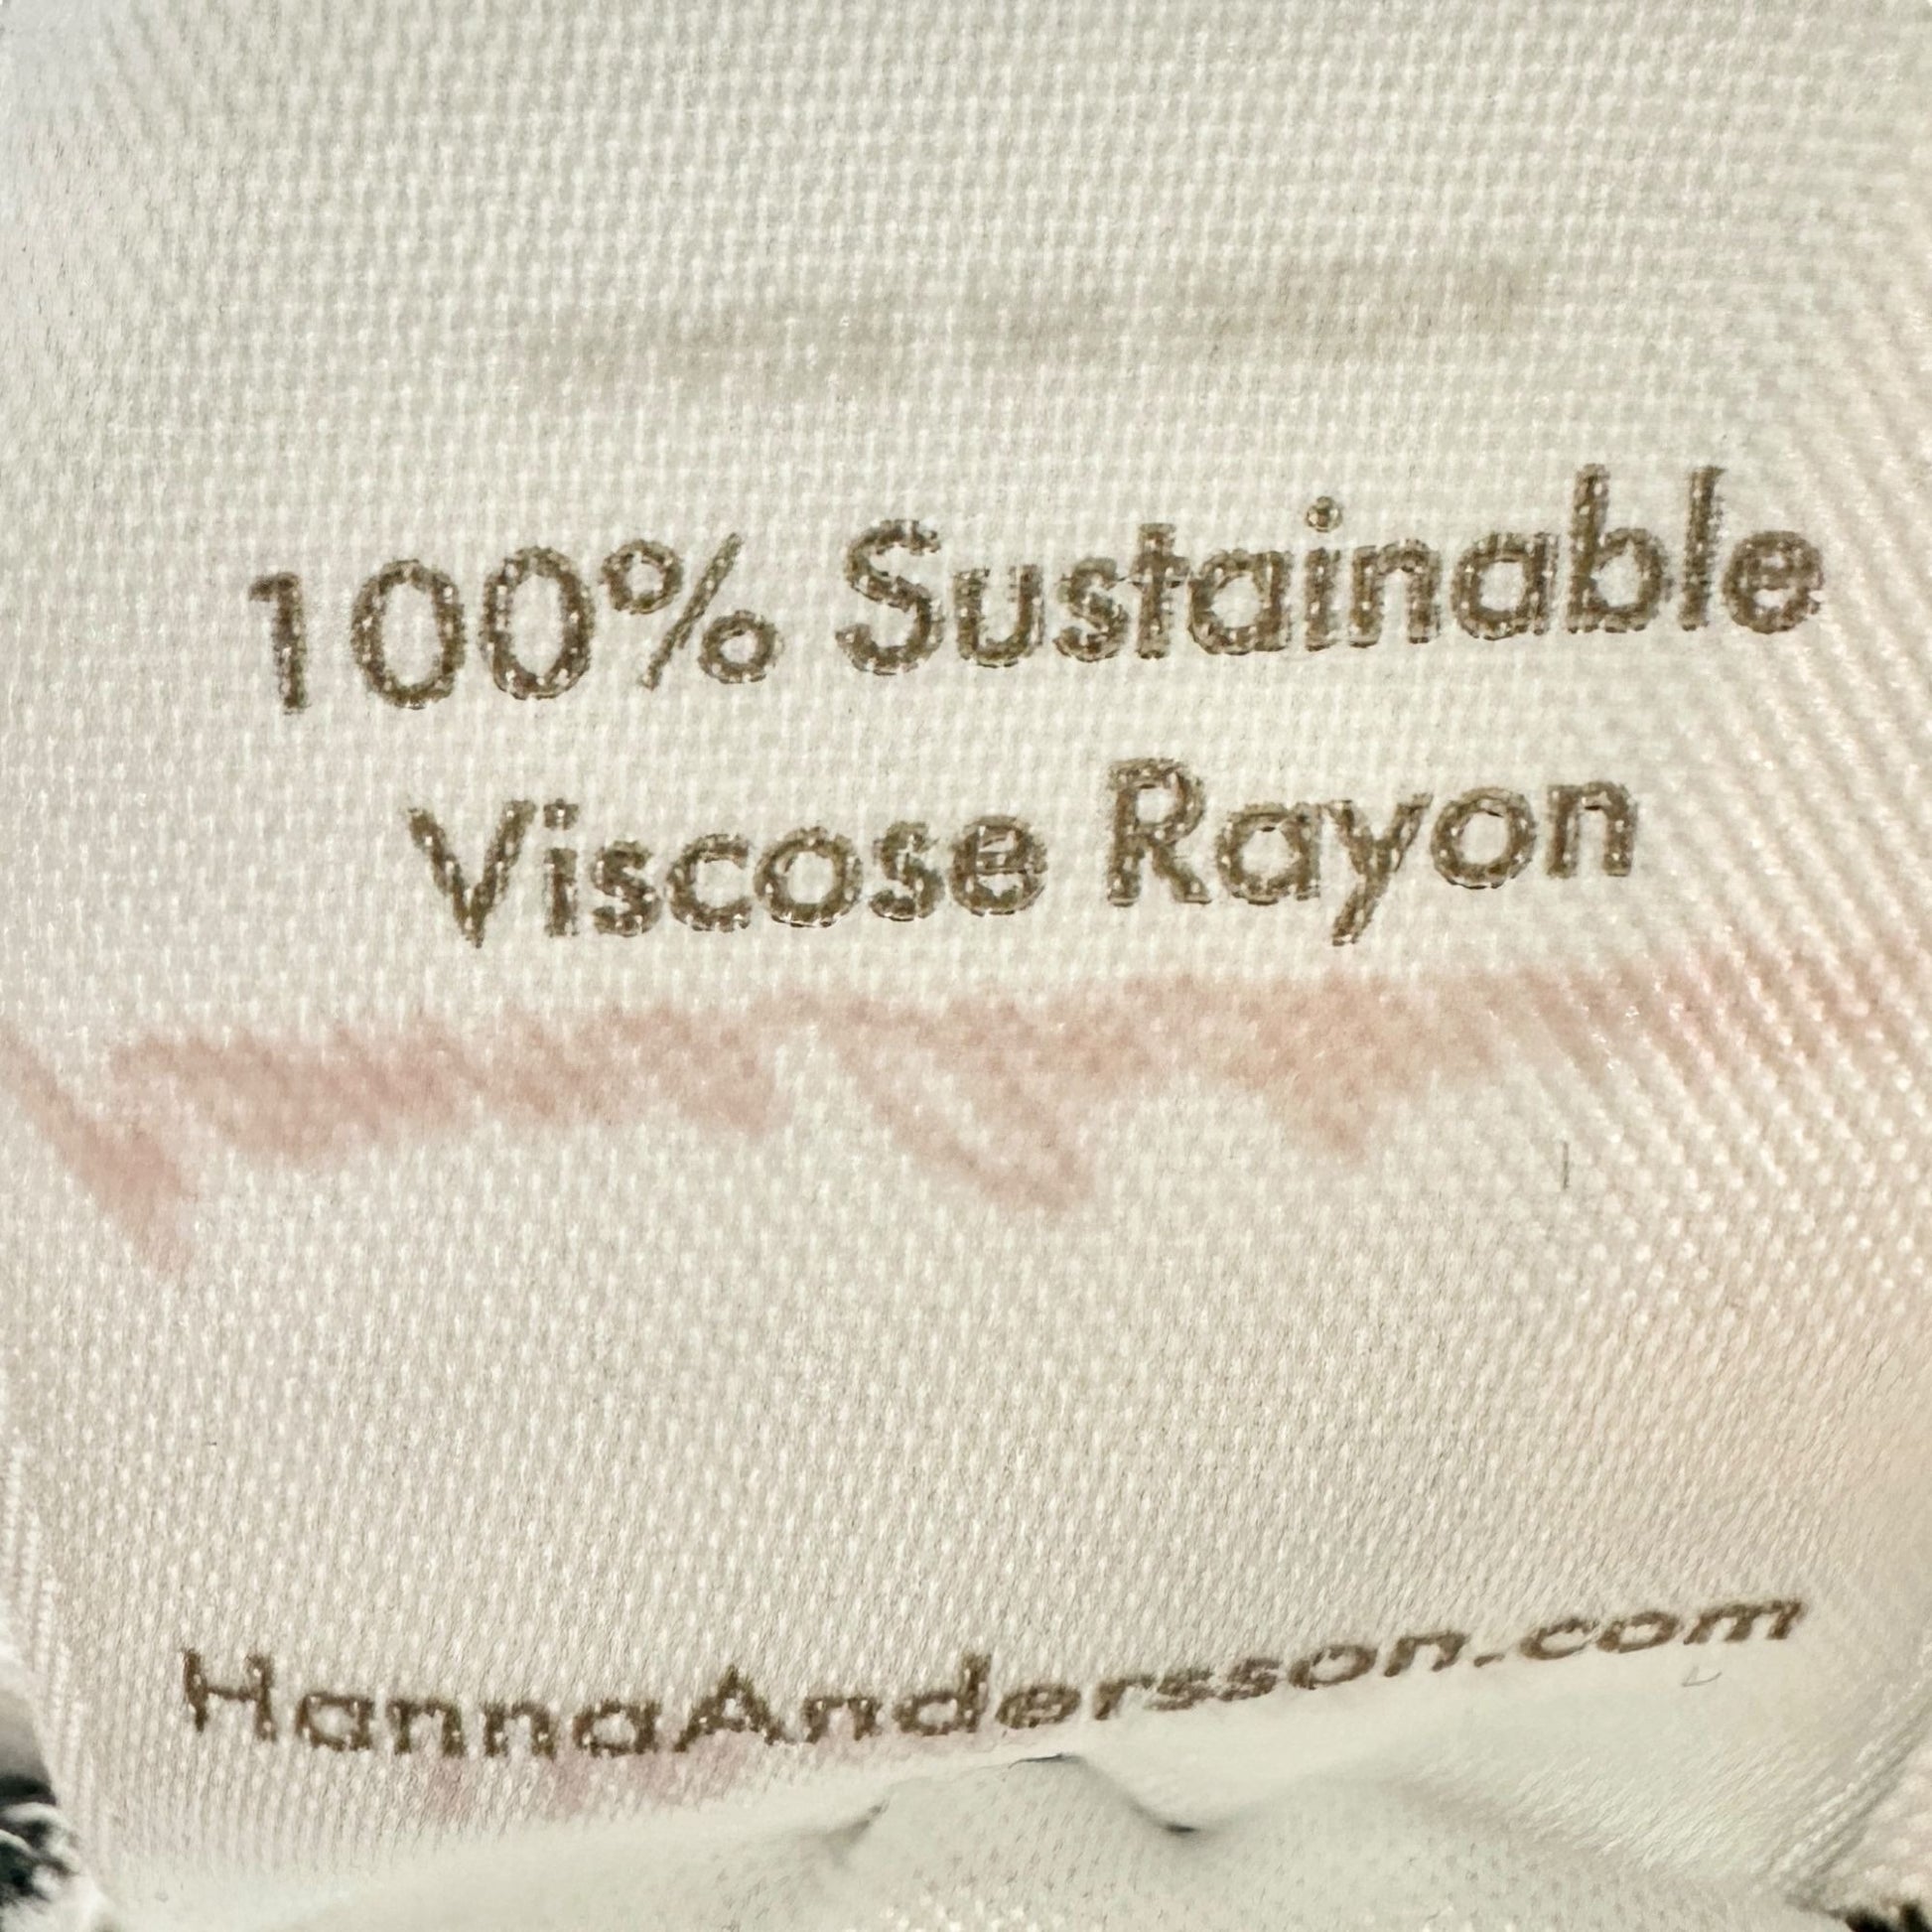 100% Sustainable
Viscose Rayon
HannaAndersson.com